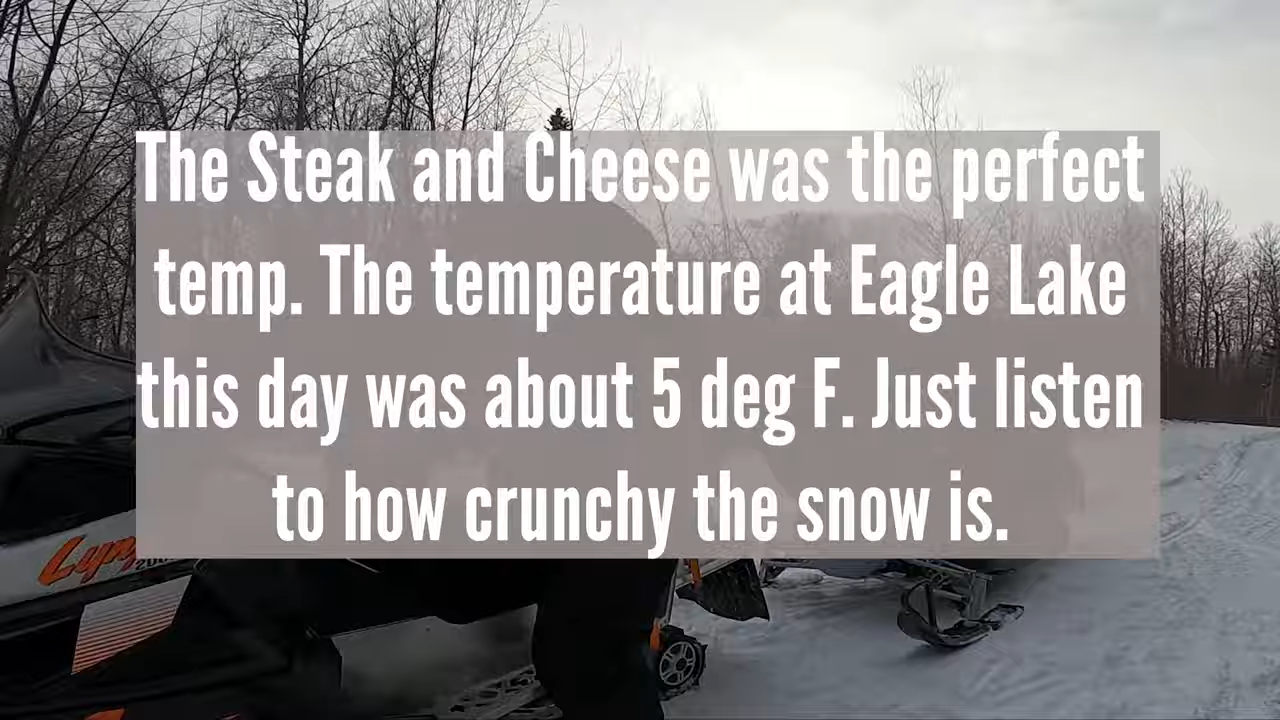 The Steak and Cheese was the perfect
temp. The temperature at Eagle Lake
this day was about 5 deg F. Just listen
to how crunchy the snow is.